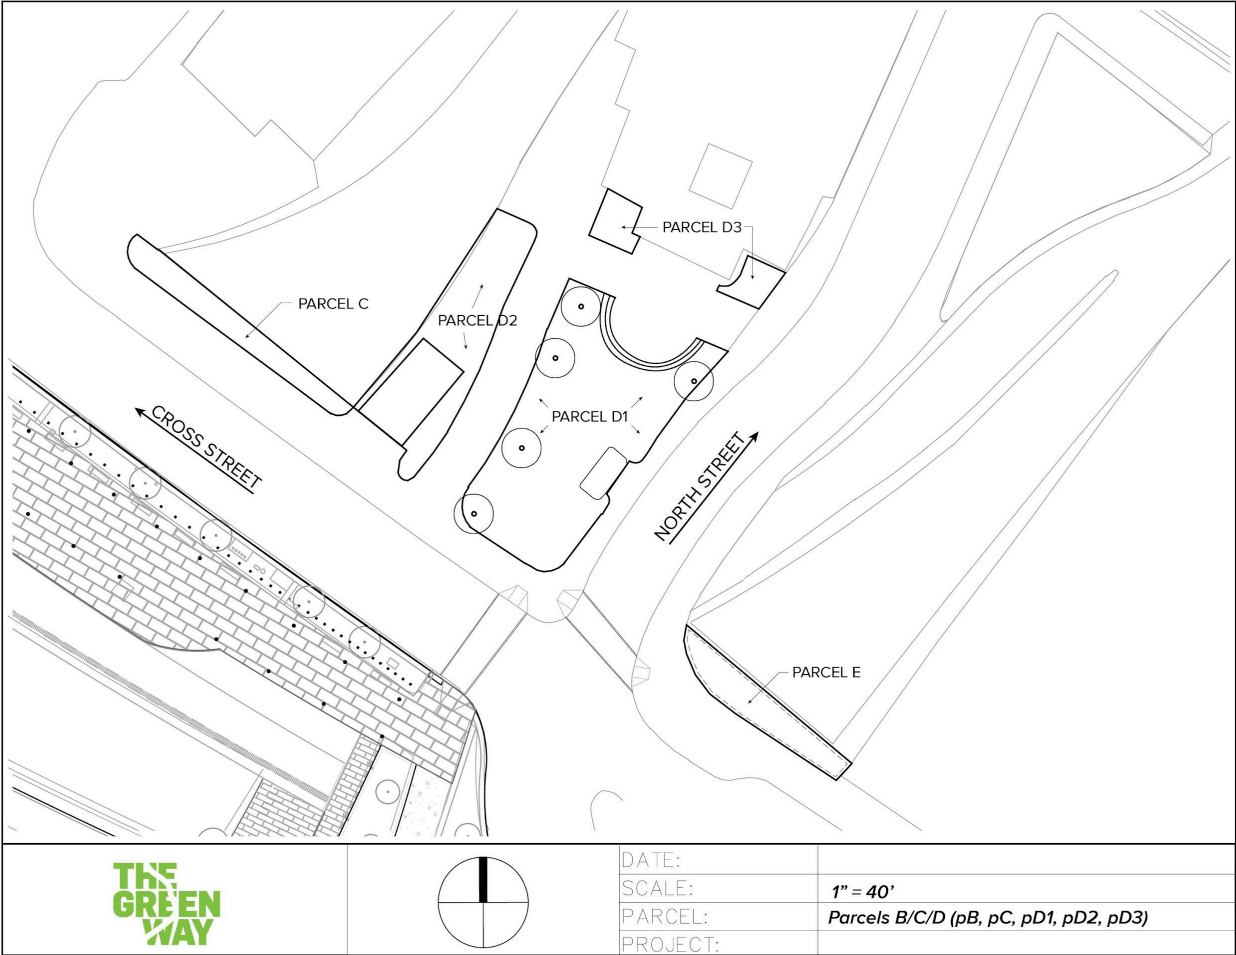 PARCEL D3
PARCEL C
PARCEL D2
PARCEL D1
CROSS STREET
NORTH STREET
PARCEL E
THE
GREEN
WAY
DATE:
SCALE: 1" = 40'
PARCEL: Parcels B/C/D (pB, pC, pD1, pD2, pD3)
PROJECT: